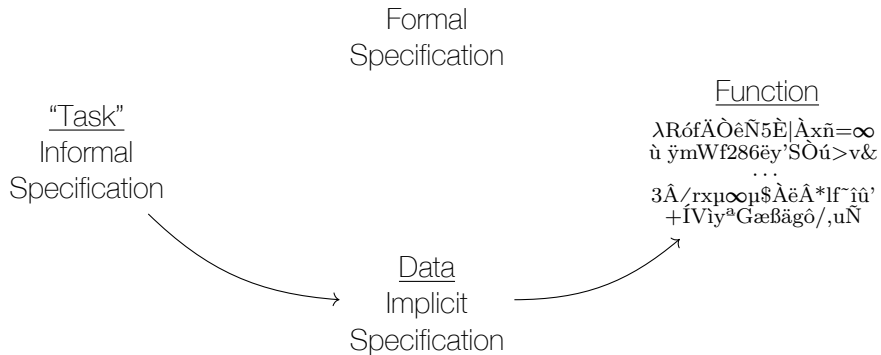 Formal
Specification
“Task”
Informal
Specification
Function
λRófÄÒêÑ5È|Àxñ=∞
ù ÿmWf286ëy’SÒú>v&
...
3Â/rxµ∞µ$ÀëÂ*lf˜îû’
+ÍVìyªGæßägô/,uÑ
Data
Implicit
Specification